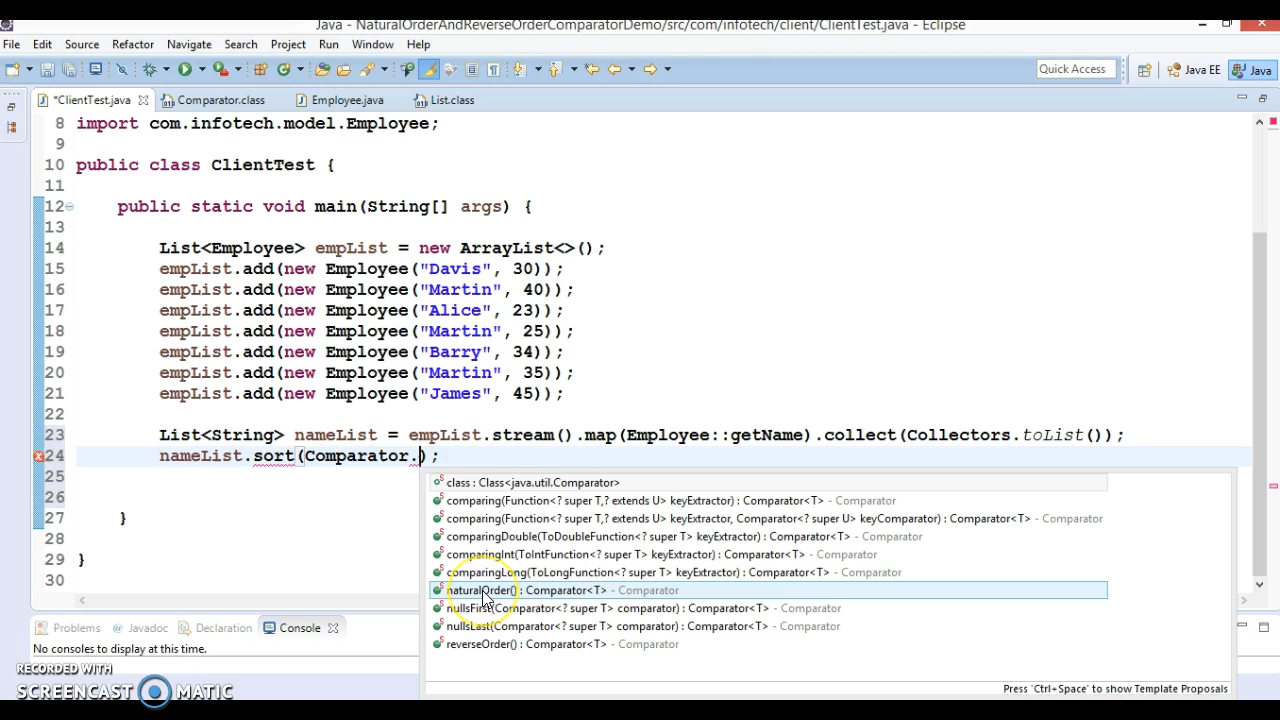 Java - NaturalOrderAndReverseOrderComparatorDemo/src/com/infotech/client/ClientTest.java - Eclipse
File Edit Source Refactor Navigate Search Project Run Window Help
Quick Access Java EE Java
*ClientTest.java Comparator.class Employee.java List.class
8 import com.infotech.model.Employee;
9
10 public class ClientTest {
11
12 public static void main(String[] args) {
13
14 List<Employee> empList = new ArrayList<>();
15 empList.add(new Employee("Davis", 30));
16 empList.add(new Employee("Martin", 40));
17 empList.add(new Employee("Alice", 23));
18 empList.add(new Employee("Martin", 25));
19 empList.add(new Employee("Barry", 34));
20 empList.add(new Employee("Martin", 35));
21 empList.add(new Employee("James", 45));
22
23 List<String> nameList = empList.stream().map(Employee::getName).collect(Collectors.toList());
24 nameList.sort(Comparator.);
25
26
27 }
28
29 }
30
class : Class<java.util.Comparator>
comparing(Function<? super T,? extends U> keyExtractor) : Comparator<T> - Comparator
comparing(Function<? super T,? extends U> keyExtractor, Comparator<? super U> keyComparator) : Comparator<T> - Comparator
comparingDouble(ToDoubleFunction<? super T> keyExtractor) : Comparator<T> - Comparator
comparingInt(ToIntFunction<? super T> keyExtractor) : Comparator<T> - Comparator
comparingLong(ToLongFunction<? super T> keyExtractor) : Comparator<T> - Comparator
naturalOrder() : Comparator<T> - Comparator
nullsFirst(Comparator<? super T> comparator) : Comparator<T> - Comparator
nullsLast(Comparator<? super T> comparator) : Comparator<T> - Comparator
reverseOrder() : Comparator<T> - Comparator
Press 'Ctrl+Space' to show Template Proposals
Problems Javadoc Declaration Console
No consoles to display at this time.
RECORDED WITH
SCREENCAST MATIC